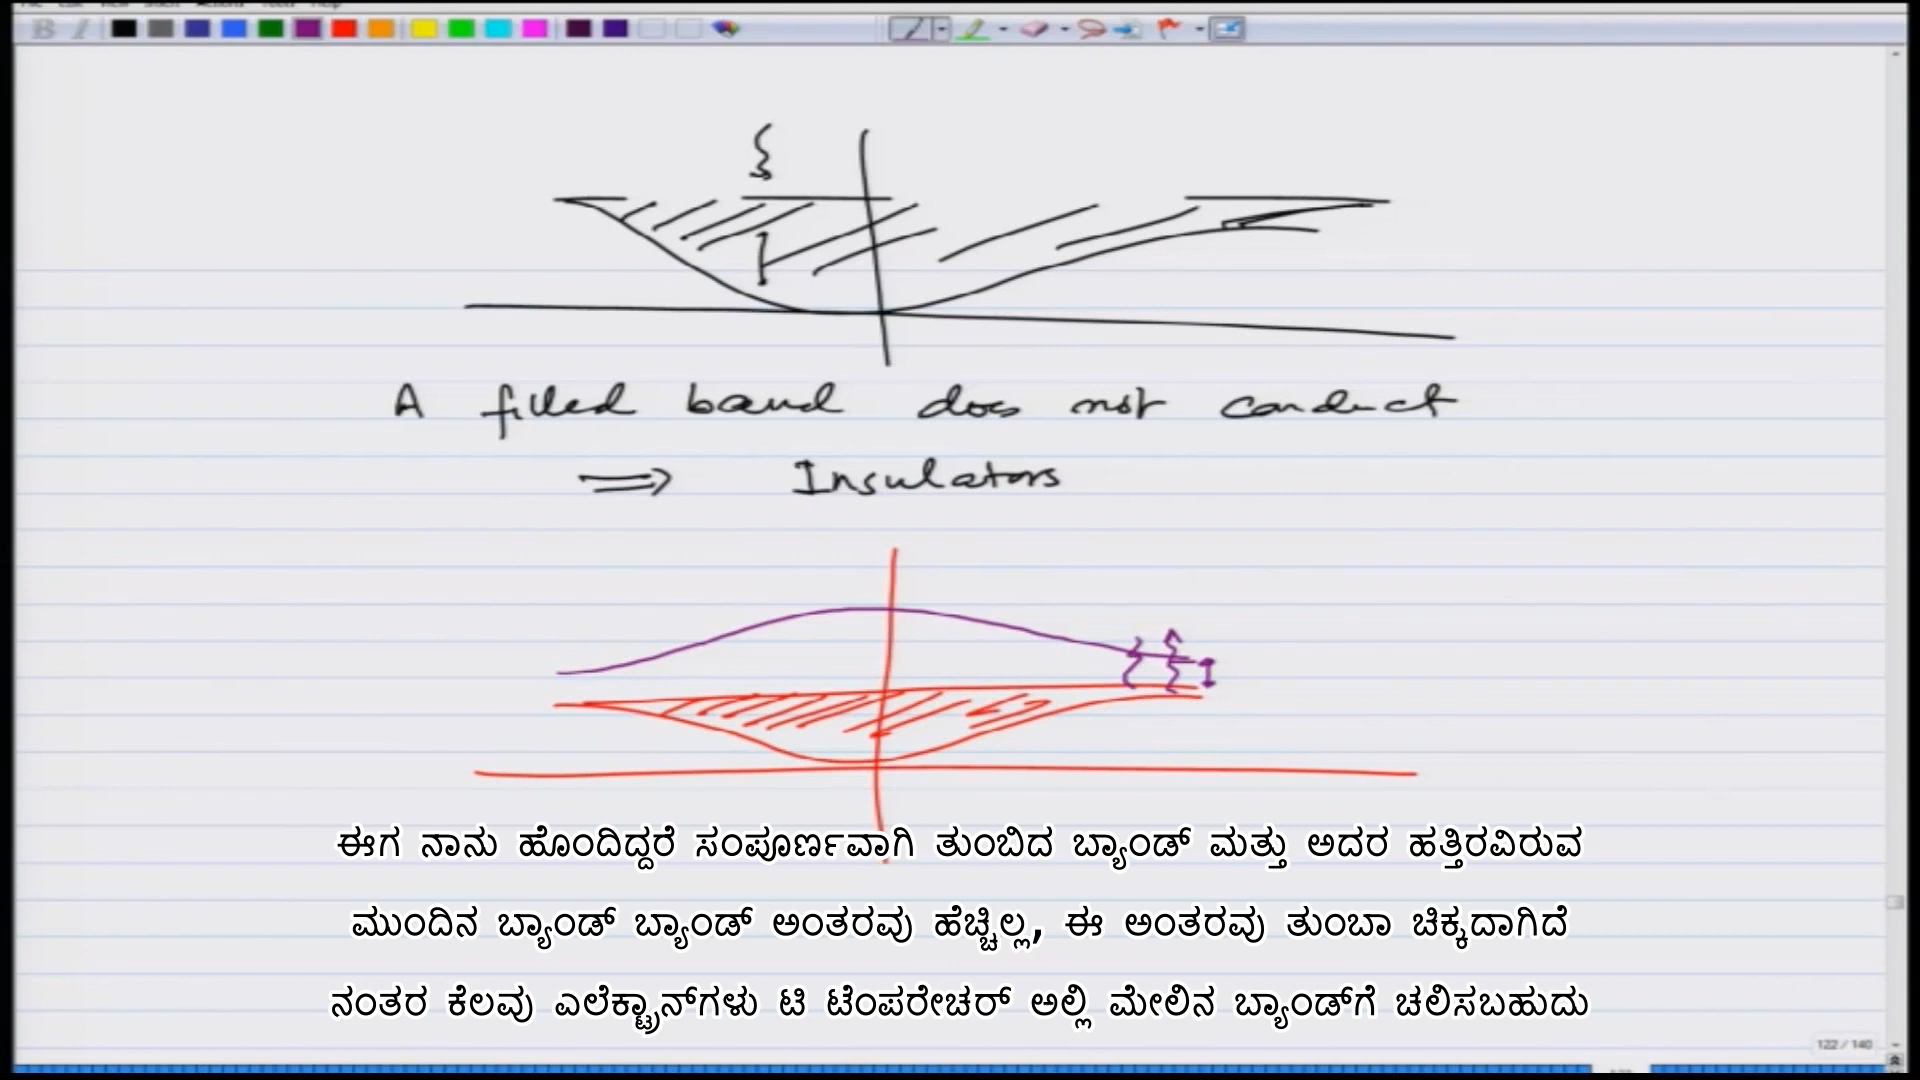 A filled band does not conduct
⇒ Insulators
ಈಗ ನಾನು ಹೊಂದಿದ್ದರೆ ಸಂಪೂರ್ಣವಾಗಿ ತುಂಬಿದ ಬ್ಯಾಂಡ್ ಮತ್ತು ಅದರ ಹತ್ತಿರವಿರುವ
ಮುಂದಿನ ಬ್ಯಾಂಡ್ ಬ್ಯಾಂಡ್ ಅಂತರವು ಹೆಚ್ಚಿಲ್ಲ, ಈ ಅಂತರವು ತುಂಬಾ ಚಿಕ್ಕದಾಗಿದೆ
ನಂತರ ಕೆಲವು ಎಲೆಕ್ಟ್ರಾನ್‌ಗಳು ಟಿ ಟೆಂಪರೇಚರ್ ಅಲ್ಲಿ ಮೇಲಿನ ಬ್ಯಾಂಡ್‌ಗೆ ಚಲಿಸಬಹುದು
122 / 140